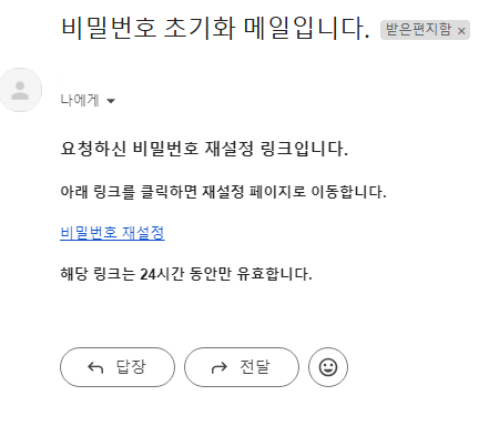 비밀번호 초기화 메일입니다. 받은편지함 ×
나에게
요청하신 비밀번호 재설정 링크입니다.
아래 링크를 클릭하면 재설정 페이지로 이동합니다.
비밀번호 재설정
해당 링크는 24시간 동안만 유효합니다.
답장 전달